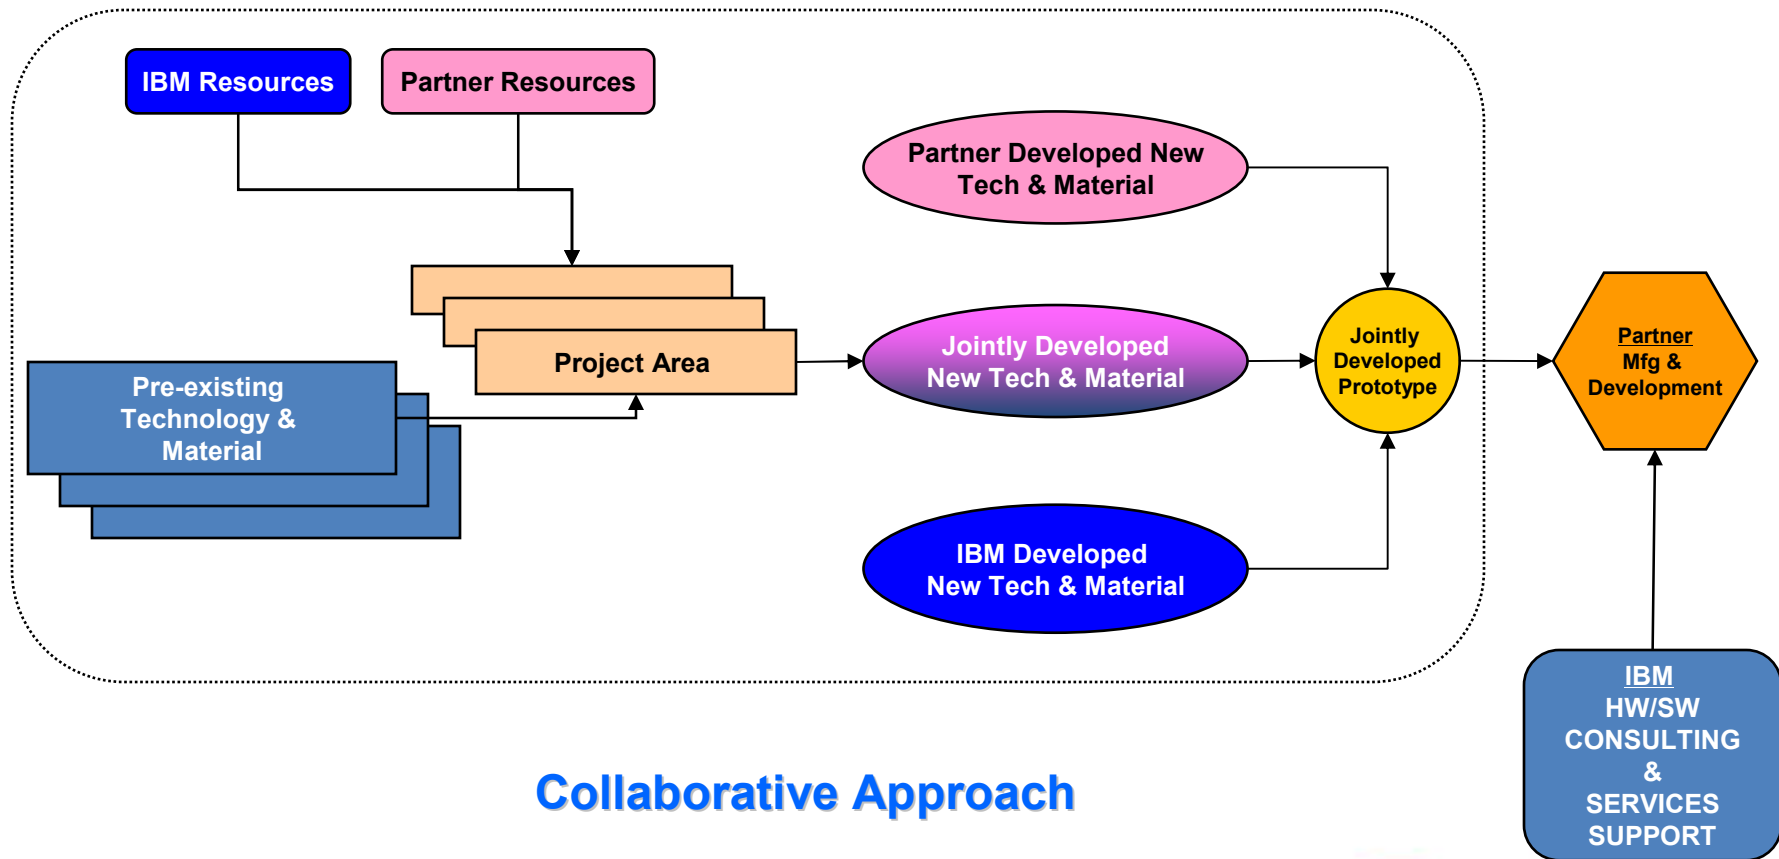 IBM Resources
Partner Resources
Partner Developed New
Tech & Material
Jointly Developed
New Tech & Material
Project Area
Pre-existing
Technology &
Material
IBM Developed
New Tech & Material
Jointly
Developed
Prototype
Partner
Mfg &
Development
IBM
HW/SW
CONSULTING
&
SERVICES
SUPPORT
Collaborative Approach